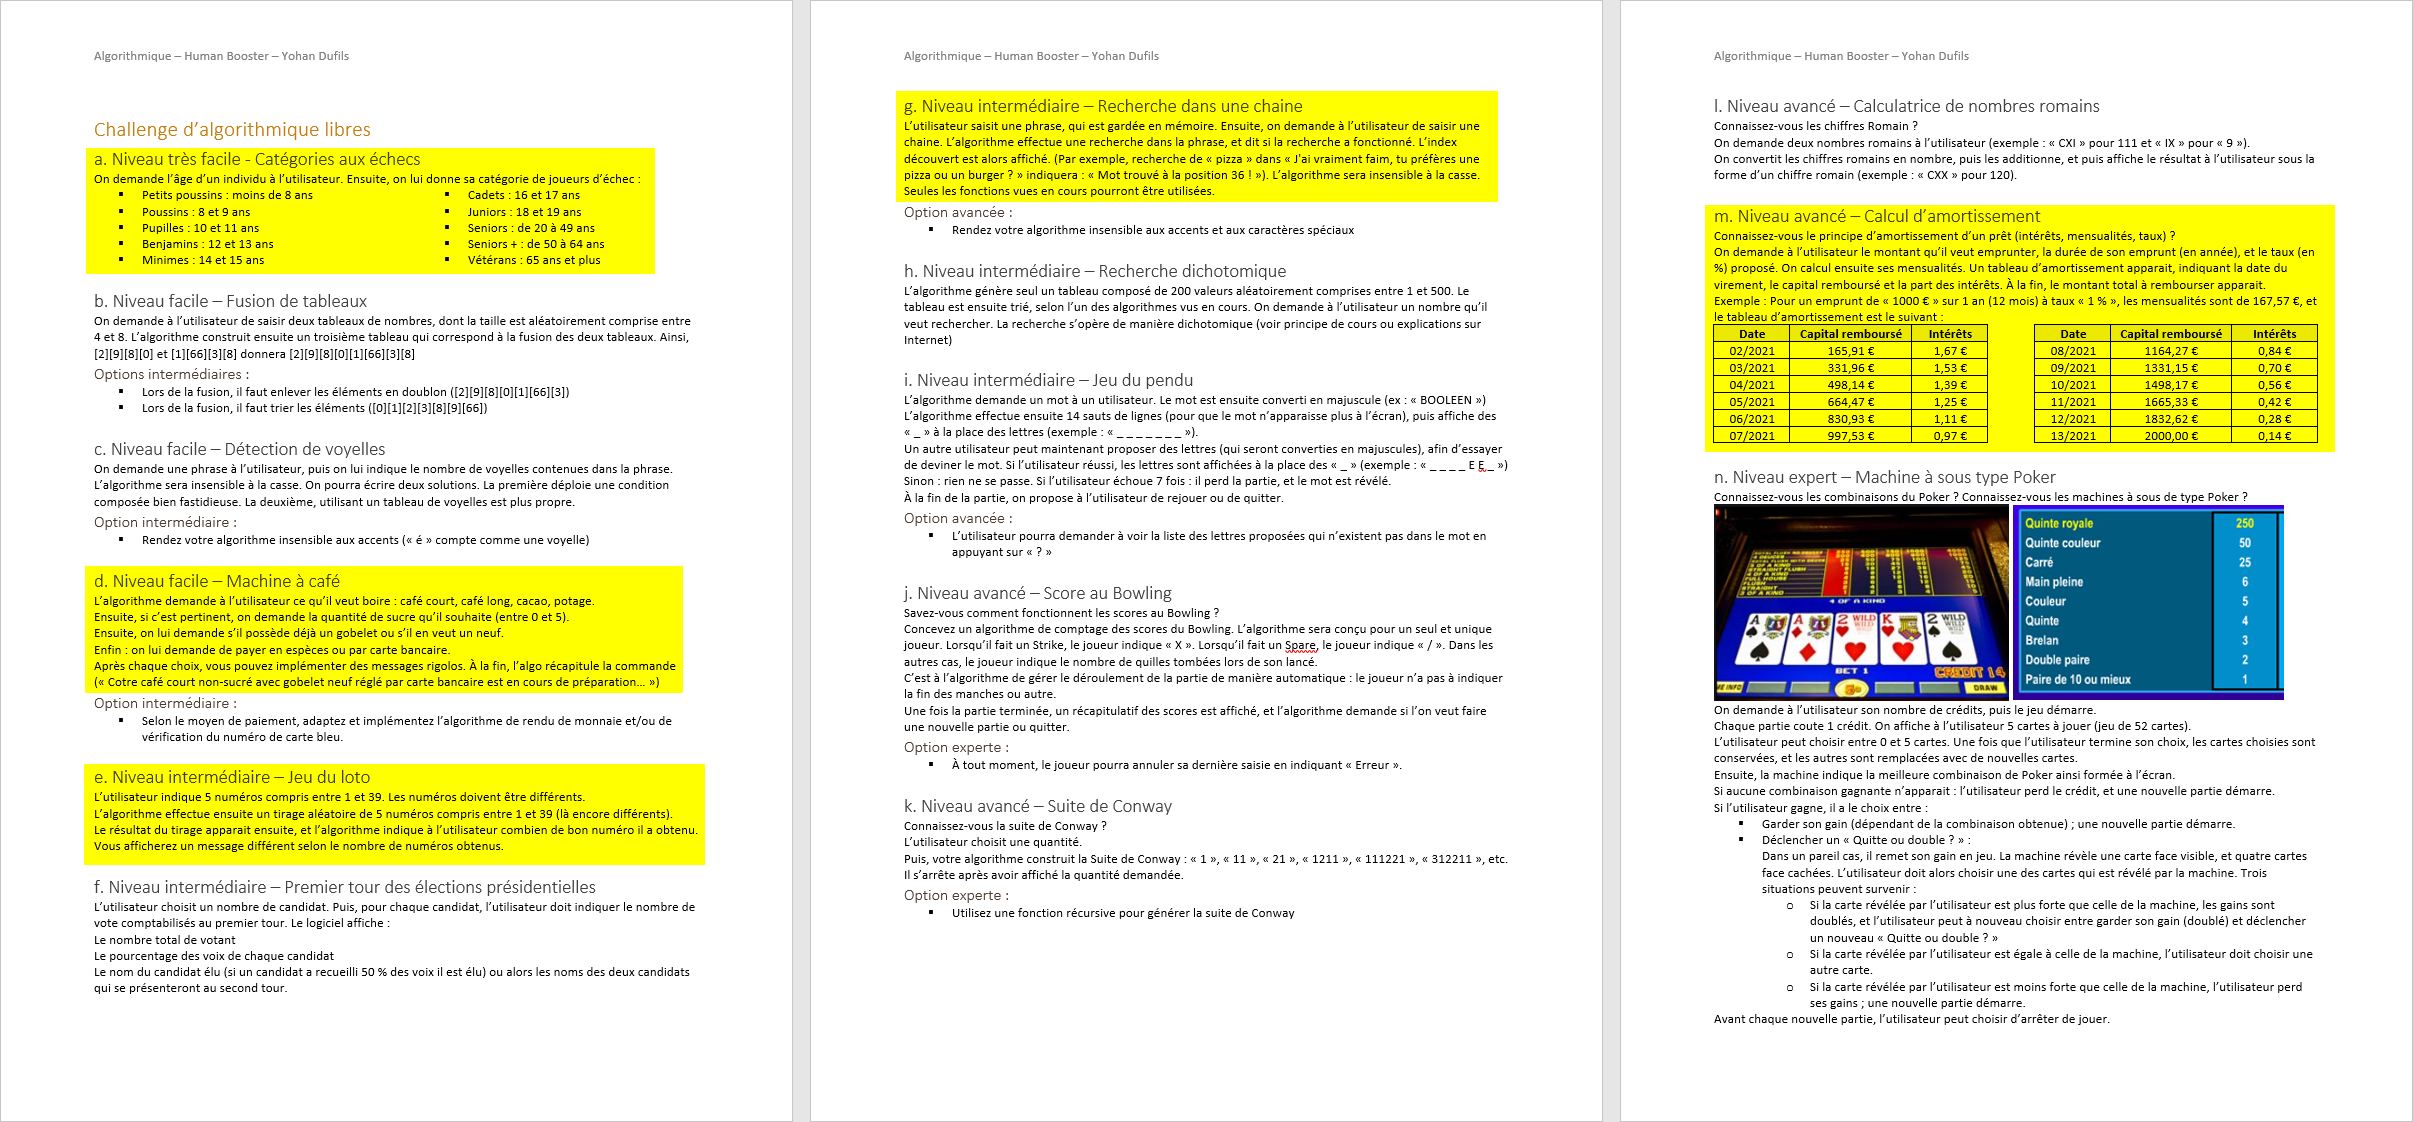 Algorithmique – Human Booster – Yohan Dufils
Challenge d’algorithmique libres
a. Niveau très facile - Catégories aux échecs
On demande l’âge d’un individu à l’utilisateur. Ensuite, on lui donne sa catégorie de joueurs d’échec :
▪ Petits poussins : moins de 8 ans
▪ Poussins : 8 et 9 ans
▪ Pupilles : 10 et 11 ans
▪ Benjamins : 12 et 13 ans
▪ Minimes : 14 et 15 ans
▪ Cadets : 16 et 17 ans
▪ Juniors : 18 et 19 ans
▪ Seniors : de 20 à 49 ans
▪ Seniors + : de 50 à 64 ans
▪ Vétérans : 65 ans et plus
b. Niveau facile – Fusion de tableaux
On demande à l’utilisateur de saisir deux tableaux de nombres, dont la taille est aléatoirement comprise entre
4 et 8. L’algorithme construit ensuite un troisième tableau qui correspond à la fusion des deux tableaux. Ainsi,
[2][9][8][0] et [1][66][3][8] donnera [2][9][8][0][1][66][3][8]
Options intermédiaires :
▪ Lors de la fusion, il faut enlever les éléments en doublon ([2][9][8][0][1][66][3])
▪ Lors de la fusion, il faut trier les éléments ([0][1][2][3][8][9][66])
c. Niveau facile – Détection de voyelles
On demande une phrase à l’utilisateur, puis on lui indique le nombre de voyelles contenues dans la phrase.
L’algorithme sera insensible à la casse. On pourra écrire deux solutions. La première déploie une condition
composée bien fastidieuse. La deuxième, utilisant un tableau de voyelles est plus propre.
Option intermédiaire :
▪ Rendez votre algorithme insensible aux accents (« é » compte comme une voyelle)
d. Niveau facile – Machine à café
L’algorithme demande à l’utilisateur ce qu’il veut boire : café court, café long, cacao, potage.
Ensuite, si c’est pertinent, on demande la quantité de sucre qu’il souhaite (entre 0 et 5).
Ensuite, on lui demande s’il possède déjà un gobelet ou s’il en veut un neuf.
Enfin : on lui demande de payer en espèces ou par carte bancaire.
Après chaque choix, vous pouvez implémenter des messages rigolos. À la fin, l’algo récapitule la commande
(« Cotre café court non-sucré avec gobelet neuf réglé par carte bancaire est en cours de préparation… »)
Option intermédiaire :
▪ Selon le moyen de paiement, adaptez et implémentez l’algorithme de rendu de monnaie et/ou de
vérification du numéro de carte bleu.
e. Niveau intermédiaire – Jeu du loto
L’utilisateur indique 5 numéros compris entre 1 et 39. Les numéros doivent être différents.
L’algorithme effectue ensuite un tirage aléatoire de 5 numéros compris entre 1 et 39 (là encore différents).
Le résultat du tirage apparait ensuite, et l’algorithme indique à l’utilisateur combien de bon numéro il a obtenu.
Vous afficherez un message différent selon le nombre de numéros obtenus.
f. Niveau intermédiaire – Premier tour des élections présidentielles
L’utilisateur choisit un nombre de candidat. Puis, pour chaque candidat, l’utilisateur doit indiquer le nombre de
vote comptabilisés au premier tour. Le logiciel affiche :
Le nombre total de votant
Le pourcentage des voix de chaque candidat
Le nom du candidat élu (si un candidat a recueilli 50 % des voix il est élu) ou alors les noms des deux candidats
qui se présenteront au second tour.
Algorithmique – Human Booster – Yohan Dufils
g. Niveau intermédiaire – Recherche dans une chaine
L’utilisateur saisit une phrase, qui est gardée en mémoire. Ensuite, on demande à l’utilisateur de saisir une
chaine. L’algorithme effectue une recherche dans la phrase, et dit si la recherche a fonctionné. L’index
découvert est alors affiché. (Par exemple, recherche de « pizza » dans « J’ai vraiment faim, tu préfères une
pizza ou un burger ? » indiquera : « Mot trouvé à la position 36 ! »). L’algorithme sera insensible à la casse.
Seules les fonctions vues en cours pourront être utilisées.
Option avancée :
▪ Rendez votre algorithme insensible aux accents et aux caractères spéciaux
h. Niveau intermédiaire – Recherche dichotomique
L’algorithme génère seul un tableau composé de 200 valeurs aléatoirement comprises entre 1 et 500. Le
tableau est ensuite trié, selon l’un des algorithmes vus en cours. On demande à l’utilisateur un nombre qu’il
veut rechercher. La recherche s’opère de manière dichotomique (voir principe de cours ou explications sur
Internet)
i. Niveau intermédiaire – Jeu du pendu
L’algorithme demande un mot à un utilisateur. Le mot est ensuite converti en majuscule (ex : « BOOLEEN »)
L’algorithme effectue ensuite 14 sauts de lignes (pour que le mot n’apparaisse plus à l’écran), puis affiche des
« _ » à la place des lettres (exemple : « _ _ _ _ _ _ _ »).
Un autre utilisateur peut maintenant proposer des lettres (qui seront converties en majuscules), afin d’essayer
de deviner le mot. Si l’utilisateur réussi, les lettres sont affichées à la place des « _ » (exemple : « _ _ _ _ E E _ »)
Sinon : rien ne se passe. Si l’utilisateur échoue 7 fois : il perd la partie, et le mot est révélé.
À la fin de la partie, on propose à l’utilisateur de rejouer ou de quitter.
Option avancée :
▪ L’utilisateur pourra demander à voir la liste des lettres proposées qui n’existent pas dans le mot en
appuyant sur « ? »
j. Niveau avancé – Score au Bowling
Savez-vous comment fonctionnent les scores au Bowling ?
Concevez un algorithme de comptage des scores du Bowling. L’algorithme sera conçu pour un seul et unique
joueur. Lorsqu’il fait un Strike, le joueur indique « X ». Lorsqu’il fait un Spare, le joueur indique « / ». Dans les
autres cas, le joueur indique le nombre de quilles tombées lors de son lancé.
C’est à l’algorithme de gérer le déroulement de la partie de manière automatique : le joueur n’a pas à indiquer
la fin des manches ou autre.
Une fois la partie terminée, un récapitulatif des scores est affiché, et l’algorithme demande si l’on veut faire
une nouvelle partie ou quitter.
Option experte :
▪ À tout moment, le joueur pourra annuler sa dernière saisie en indiquant « Erreur ».
k. Niveau avancé – Suite de Conway
Connaissez-vous la suite de Conway ?
L’utilisateur choisit une quantité.
Puis, votre algorithme construit la Suite de Conway : « 1 », « 11 », « 21 », « 1211 », « 111221 », « 312211 », etc.
Il s’arrête après avoir affiché la quantité demandée.
Option experte :
▪ Utilisez une fonction récursive pour générer la suite de Conway
Algorithmique – Human Booster – Yohan Dufils
l. Niveau avancé – Calculatrice de nombres romains
Connaissez-vous les chiffres Romain ?
On demande deux nombres romains à l’utilisateur (exemple : « CXI » pour 111 et « IX » pour « 9 »).
On convertit les chiffres romains en nombre, puis les additionne, et puis affiche le résultat à l’utilisateur sous la
forme d’un chiffre romain (exemple : « CXX » pour 120).
m. Niveau avancé – Calcul d’amortissement
Connaissez-vous le principe d’amortissement d’un prêt (intérêts, mensualités, taux) ?
On demande à l’utilisateur le montant qu’il veut emprunter, la durée de son emprunt (en année), et le taux (en
%) proposé. On calcul ensuite ses mensualités. Un tableau d’amortissement apparait, indiquant la date du
virement, le capital remboursé et la part des intérêts. À la fin, le montant total à rembourser apparait.
Exemple : Pour un emprunt de « 1000 € » sur 1 an (12 mois) à taux « 1 % », les mensualités sont de 167,57 €, et
le tableau d’amortissement est le suivant :
Date Capital remboursé Intérêts
02/2021 165,91 € 1,67 €
03/2021 331,96 € 1,53 €
04/2021 498,14 € 1,39 €
05/2021 664,47 € 1,25 €
06/2021 830,93 € 1,11 €
07/2021 997,53 € 0,97 €
Date Capital remboursé Intérêts
08/2021 1164,27 € 0,84 €
09/2021 1331,15 € 0,70 €
10/2021 1498,17 € 0,56 €
11/2021 1665,33 € 0,42 €
12/2021 1832,62 € 0,28 €
13/2021 2000,00 € 0,14 €
n. Niveau expert – Machine à sous type Poker
Connaissez-vous les combinaisons du Poker ? Connaissez-vous les machines à sous de type Poker ?
4 OF A KIND
A A 2 WILD K 2 WILD
BET 1
CREDIT 14
DRAW
Quinte royale 250
Quinte couleur 50
Carré 25
Main pleine 6
Couleur 5
Quinte 4
Brelan 3
Double paire 2
Paire de 10 ou mieux 1
On demande à l’utilisateur son nombre de crédits, puis le jeu démarre.
Chaque partie coute 1 crédit. On affiche à l’utilisateur 5 cartes à jouer (jeu de 52 cartes).
L’utilisateur peut choisir entre 0 et 5 cartes. Une fois que l’utilisateur termine son choix, les cartes choisies sont
conservées, et les autres sont remplacées avec de nouvelles cartes.
Ensuite, la machine indique la meilleure combinaison de Poker ainsi formée à l’écran.
Si aucune combinaison gagnante n’apparait : l’utilisateur perd le crédit, et une nouvelle partie démarre.
Si l’utilisateur gagne, il a le choix entre :
▪ Garder son gain (dépendant de la combinaison obtenue) ; une nouvelle partie démarre.
▪ Déclencher un « Quitte ou double ? » :
Dans un pareil cas, il remet son gain en jeu. La machine révèle une carte face visible, et quatre cartes
face cachées. L’utilisateur doit alors choisir une des cartes qui est révélé par la machine. Trois
situations peuvent survenir :
o Si la carte révélée par l’utilisateur est plus forte que celle de la machine, les gains sont
doublés, et l’utilisateur peut à nouveau choisir entre garder son gain (doublé) et déclencher
un nouveau « Quitte ou double ? »
o Si la carte révélée par l’utilisateur est égale à celle de la machine, l’utilisateur doit choisir une
autre carte.
o Si la carte révélée par l’utilisateur est moins forte que celle de la machine, l’utilisateur perd
ses gains ; une nouvelle partie démarre.
Avant chaque nouvelle partie, l’utilisateur peut choisir d’arrêter de jouer.